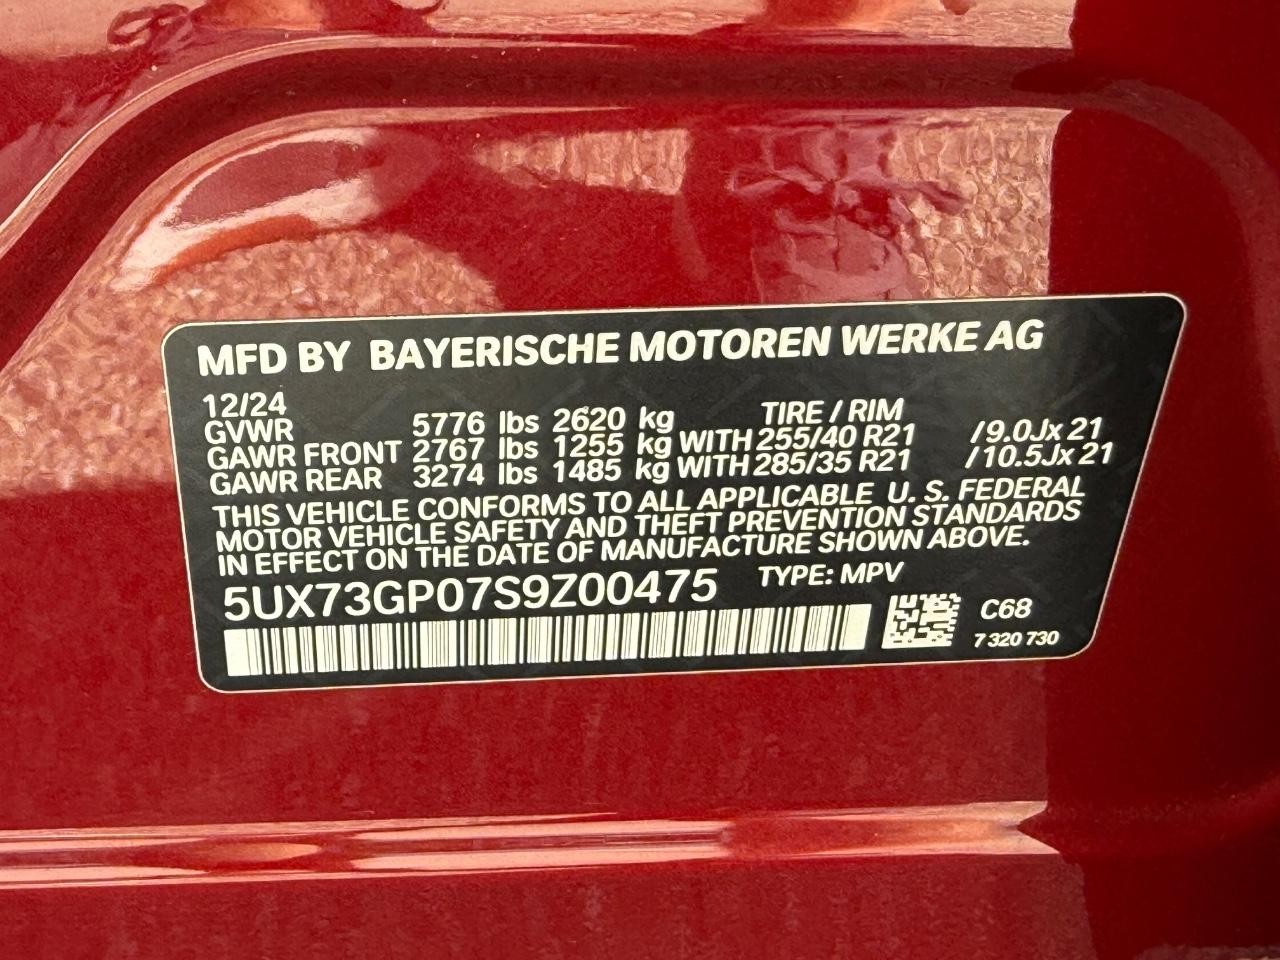 MFD BY BAYERISCHE MOTOREN WERKE AG
12/24 TIRE / RIM
GVWR 5776 lbs 2620 kg
GAWR FRONT 2767 lbs 1255 kg WITH 255/40 R21 /9.0Jx 21
GAWR REAR 3274 lbs 1485 kg WITH 285/35 R21 /10.5Jx 21
THIS VEHICLE CONFORMS TO ALL APPLICABLE U. S. FEDERAL
MOTOR VEHICLE SAFETY AND THEFT PREVENTION STANDARDS
IN EFFECT ON THE DATE OF MANUFACTURE SHOWN ABOVE.
5UX73GP07S9Z00475 TYPE: MPV
C68
7 320 730